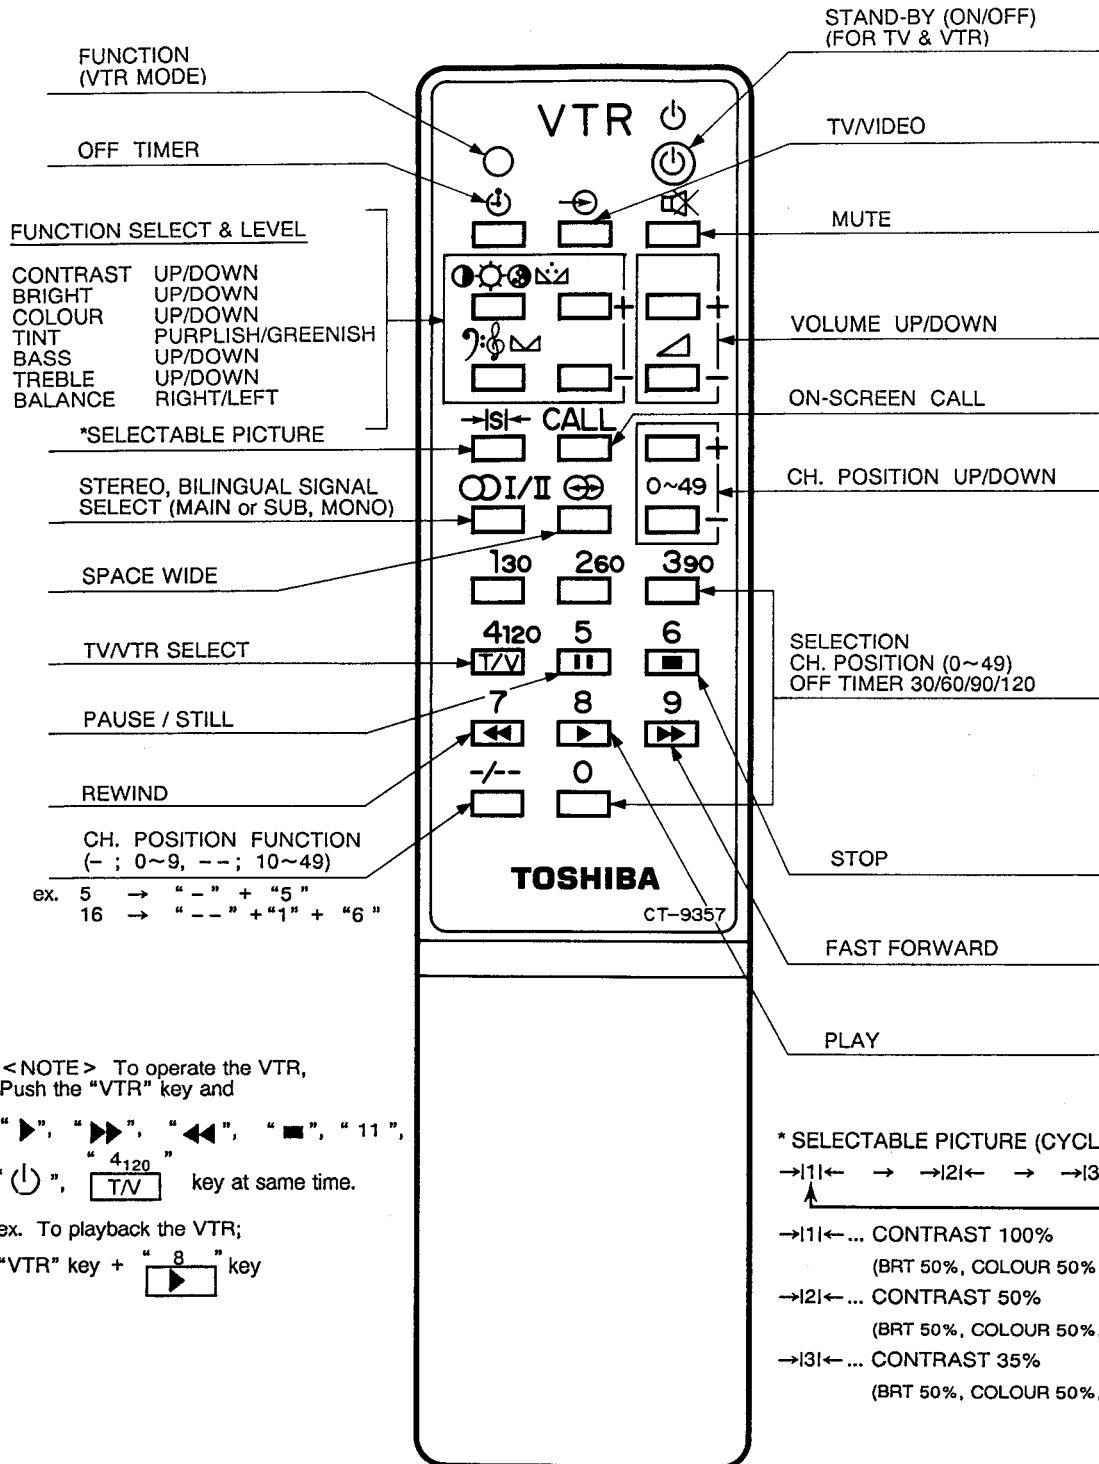 FUNCTION
(VTR MODE)
OFF TIMER
FUNCTION SELECT & LEVEL
CONTRAST UP/DOWN
BRIGHT UP/DOWN
COLOUR UP/DOWN
TINT PURPLISH/GREENISH
BASS UP/DOWN
TREBLE UP/DOWN
BALANCE RIGHT/LEFT
*SELECTABLE PICTURE
STEREO, BILINGUAL SIGNAL
SELECT (MAIN or SUB, MONO)
SPACE WIDE
TV/VTR SELECT
PAUSE / STILL
REWIND
CH. POSITION FUNCTION
(- ; 0~9, --; 10~49)
ex. 5 → "-" + "5"
16 → "--" + "1" + "6"
VTR
+
-
+
-
→|S|← CALL
+
I/II
0~49
-
130 260 390
4120 5 6
T/V
7 8 9
-/-- 0
TOSHIBA
CT-9357
STAND-BY (ON/OFF)
(FOR TV & VTR)
TV/VIDEO
MUTE
VOLUME UP/DOWN
ON-SCREEN CALL
CH. POSITION UP/DOWN
SELECTION
CH. POSITION (0~49)
OFF TIMER 30/60/90/120
STOP
FAST FORWARD
PLAY
<NOTE> To operate the VTR,
Push the "VTR" key and
"▶", "▶▶", "◀◀", "■", "11",
"⏻", "4120 T/V" key at same time.
ex. To playback the VTR;
"VTR" key + "8 ▶" key
* SELECTABLE PICTURE (CYCL
→|1|← → →|2|← → →|3
→|1|←... CONTRAST 100%
(BRT 50%, COLOUR 50%
→|2|←... CONTRAST 50%
(BRT 50%, COLOUR 50%,
→|3|←... CONTRAST 35%
(BRT 50%, COLOUR 50%,